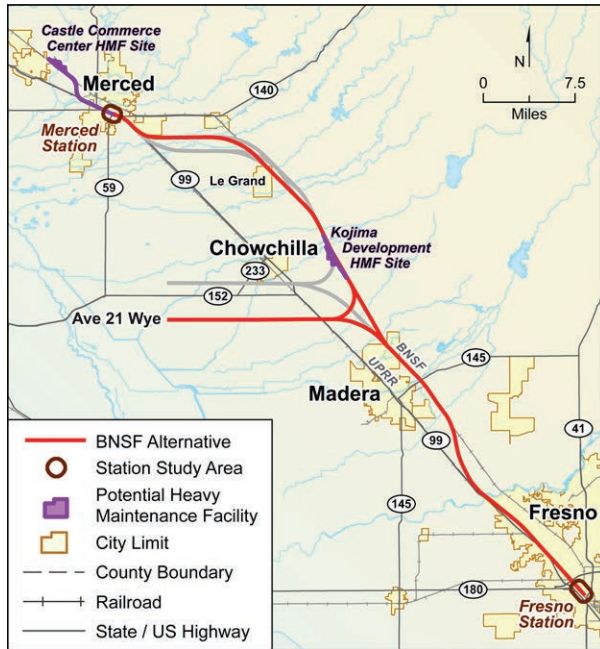 Castle Commerce
Center HMF Site
Merced
Merced
Station
140
N
0 7.5
Miles
59
99
Le Grand
Kojima
Development
HMF Site
Chowchilla
233
152
Ave 21 Wye
BNSF
UPRR
145
Madera
99
41
145
Fresno
180
Fresno
Station
BNSF Alternative
Station Study Area
Potential Heavy
Maintenance Facility
City Limit
County Boundary
Railroad
State / US Highway